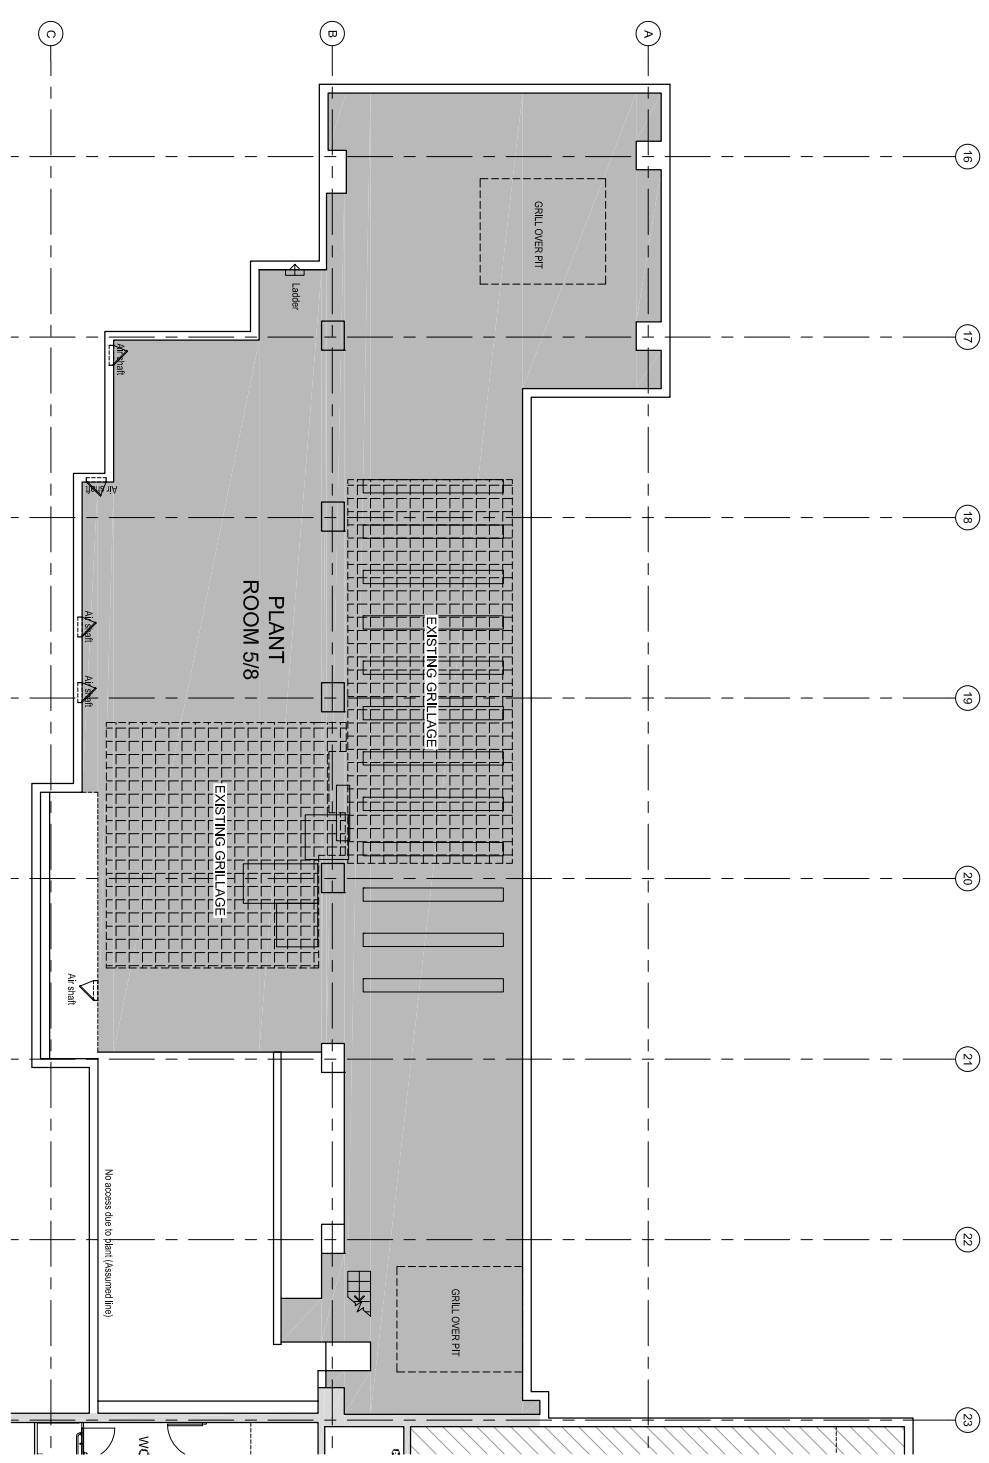 C
B
A
16
GRILL OVER PIT
Ladder
17
Air shaft
Air shaft
18
PLANT
ROOM 5/8
EXISTING GRILLAGE
Air shaft
Air shaft
19
EXISTING GRILLAGE
20
Air shaft
21
No access due to plant (Assumed line)
22
GRILL OVER PIT
23
WC